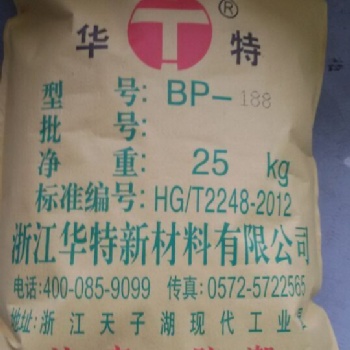 华 T® 特
型 号: BP-188
批 号:
净 重: 25 kg
标准编号: HG/T2248-2012
浙江华特新材料有限公司
电话:400-085-9099 传真:0572-5722565
地址: 浙江天子湖现代工业